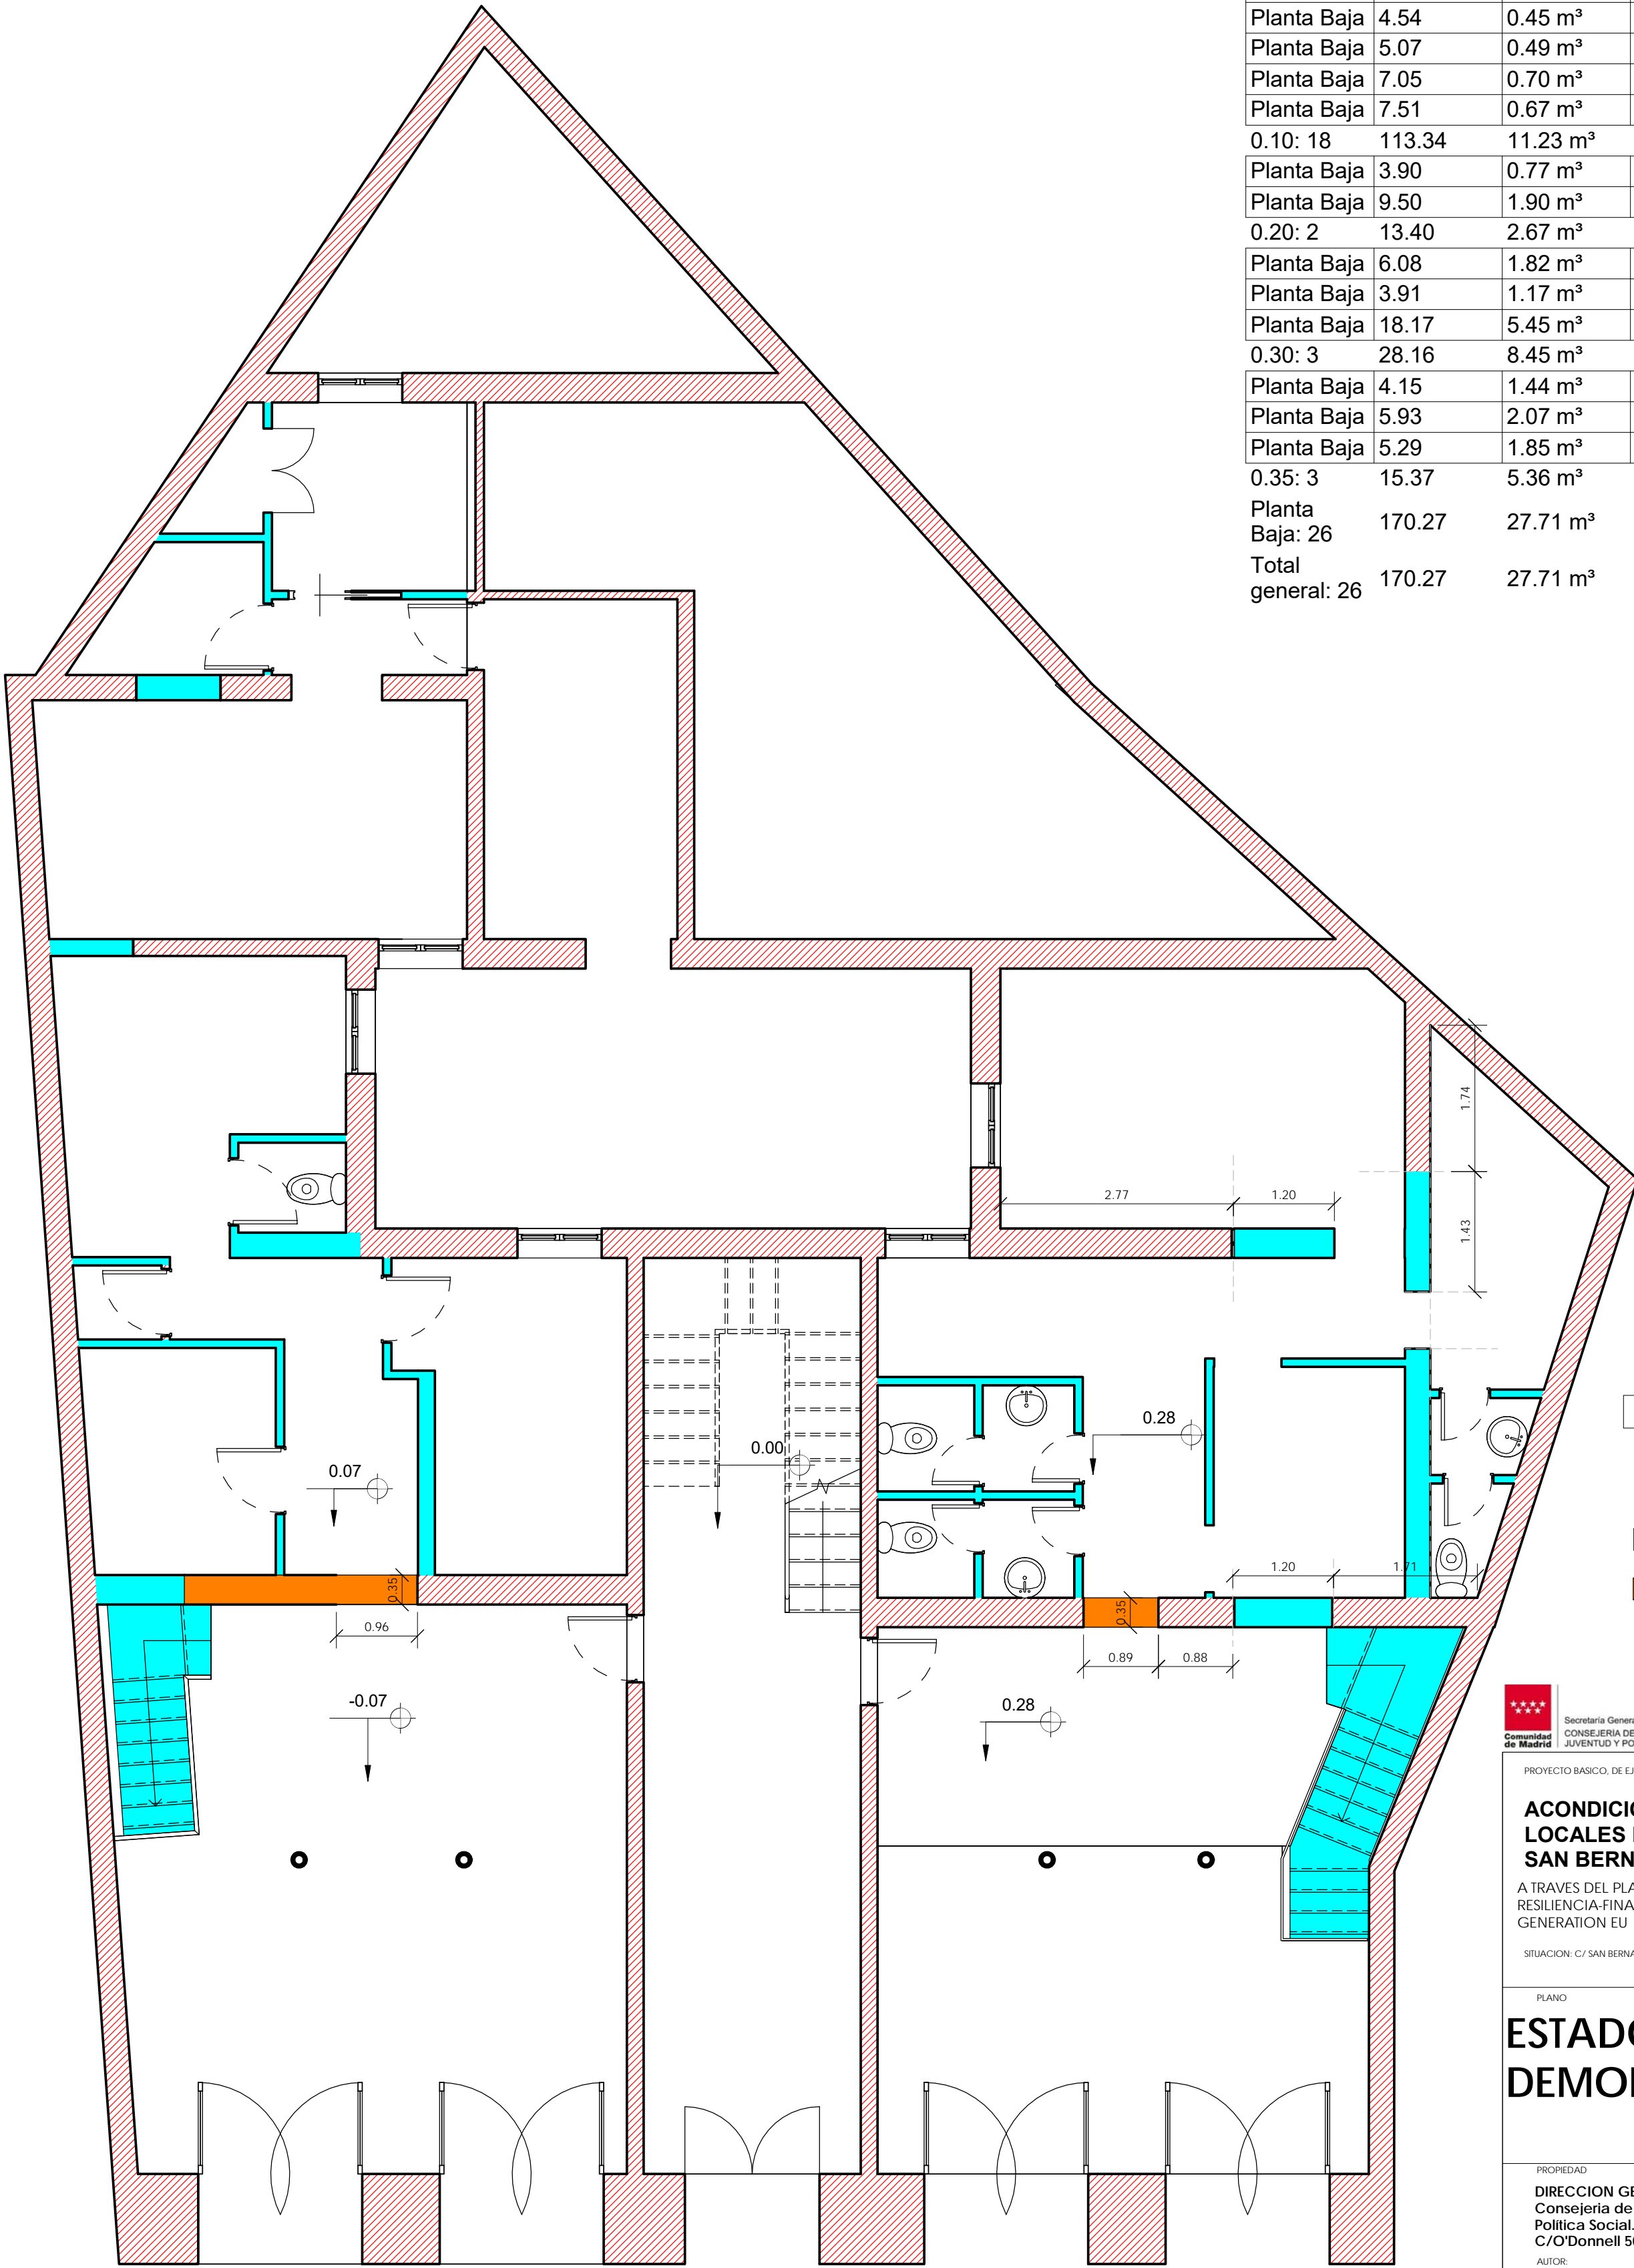 Planta Baja 4.54 0.45 m³
Planta Baja 5.07 0.49 m³
Planta Baja 7.05 0.70 m³
Planta Baja 7.51 0.67 m³
0.10: 18 113.34 11.23 m³
Planta Baja 3.90 0.77 m³
Planta Baja 9.50 1.90 m³
0.20: 2 13.40 2.67 m³
Planta Baja 6.08 1.82 m³
Planta Baja 3.91 1.17 m³
Planta Baja 18.17 5.45 m³
0.30: 3 28.16 8.45 m³
Planta Baja 4.15 1.44 m³
Planta Baja 5.93 2.07 m³
Planta Baja 5.29 1.85 m³
0.35: 3 15.37 5.36 m³
Planta
Baja: 26 170.27 27.71 m³
Total
general: 26 170.27 27.71 m³
1.74
2.77
1.20
1.43
0.28
0.00
0.07
1.20
1.71
0.35
0.35
0.96
0.89
0.88
-0.07
0.28
Comunidad
de Madrid
Secretaría Genera
CONSEJERÍA DE
JUVENTUD Y PO
PROYECTO BASICO, DE EJ
ACONDICIO
LOCALES
SAN BERN
A TRAVES DEL PLA
RESILIENCIA-FINA
GENERATION EU
SITUACION: C/ SAN BERNA
PLANO
ESTADO
DEMOL
PROPIEDAD
DIRECCION GE
Consejeria de
Política Social.
C/O'Donnell 50
AUTOR: